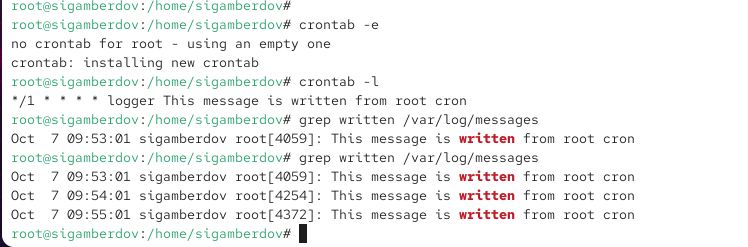 root@sigamberdov:/home/sigamberdov#
root@sigamberdov:/home/sigamberdov# crontab -e
no crontab for root - using an empty one
crontab: installing new crontab
root@sigamberdov:/home/sigamberdov# crontab -l
*/1 * * * * logger This message is written from root cron
root@sigamberdov:/home/sigamberdov# grep written /var/log/messages
Oct  7 09:53:01 sigamberdov root[4059]: This message is written from root cron
root@sigamberdov:/home/sigamberdov# grep written /var/log/messages
Oct  7 09:53:01 sigamberdov root[4059]: This message is written from root cron
Oct  7 09:54:01 sigamberdov root[4254]: This message is written from root cron
Oct  7 09:55:01 sigamberdov root[4372]: This message is written from root cron
root@sigamberdov:/home/sigamberdov#